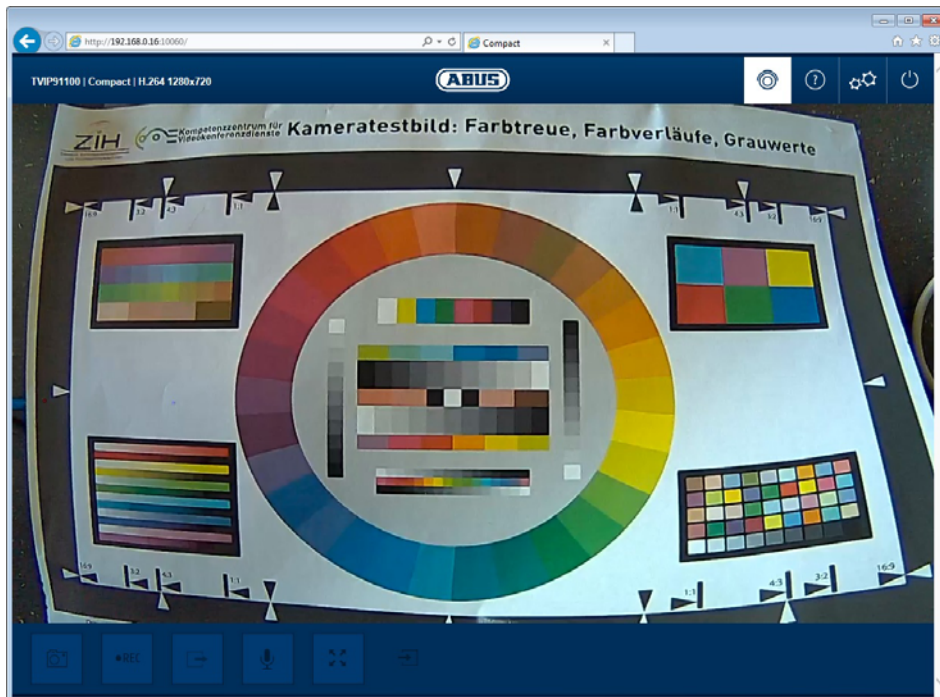 http://192.168.0.16:10060/
Compact
TVIP91100 | Compact | H.264 1280x720
ABUS
?
ZIH
Kompetenzzentrum für
Videokonferenzdienste
Kameratestbild: Farbtreue, Farbverläufe, Grauwerte
16:9 3:2 4:3 1:1 1:1 4:3 3:2 16:9
16:9 3:2 4:3 1:1 1:1 4:3 3:2 16:9
REC